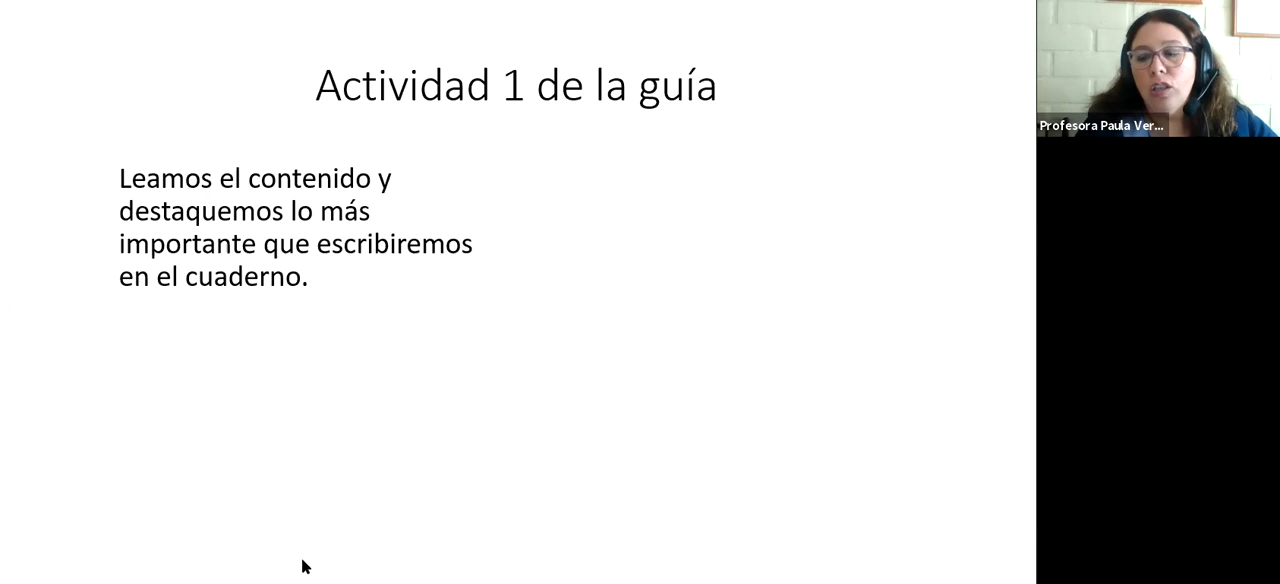 Actividad 1 de la guía
Leamos el contenido y
destaquemos lo más
importante que escribiremos
en el cuaderno.
Profesora Paula Ver...